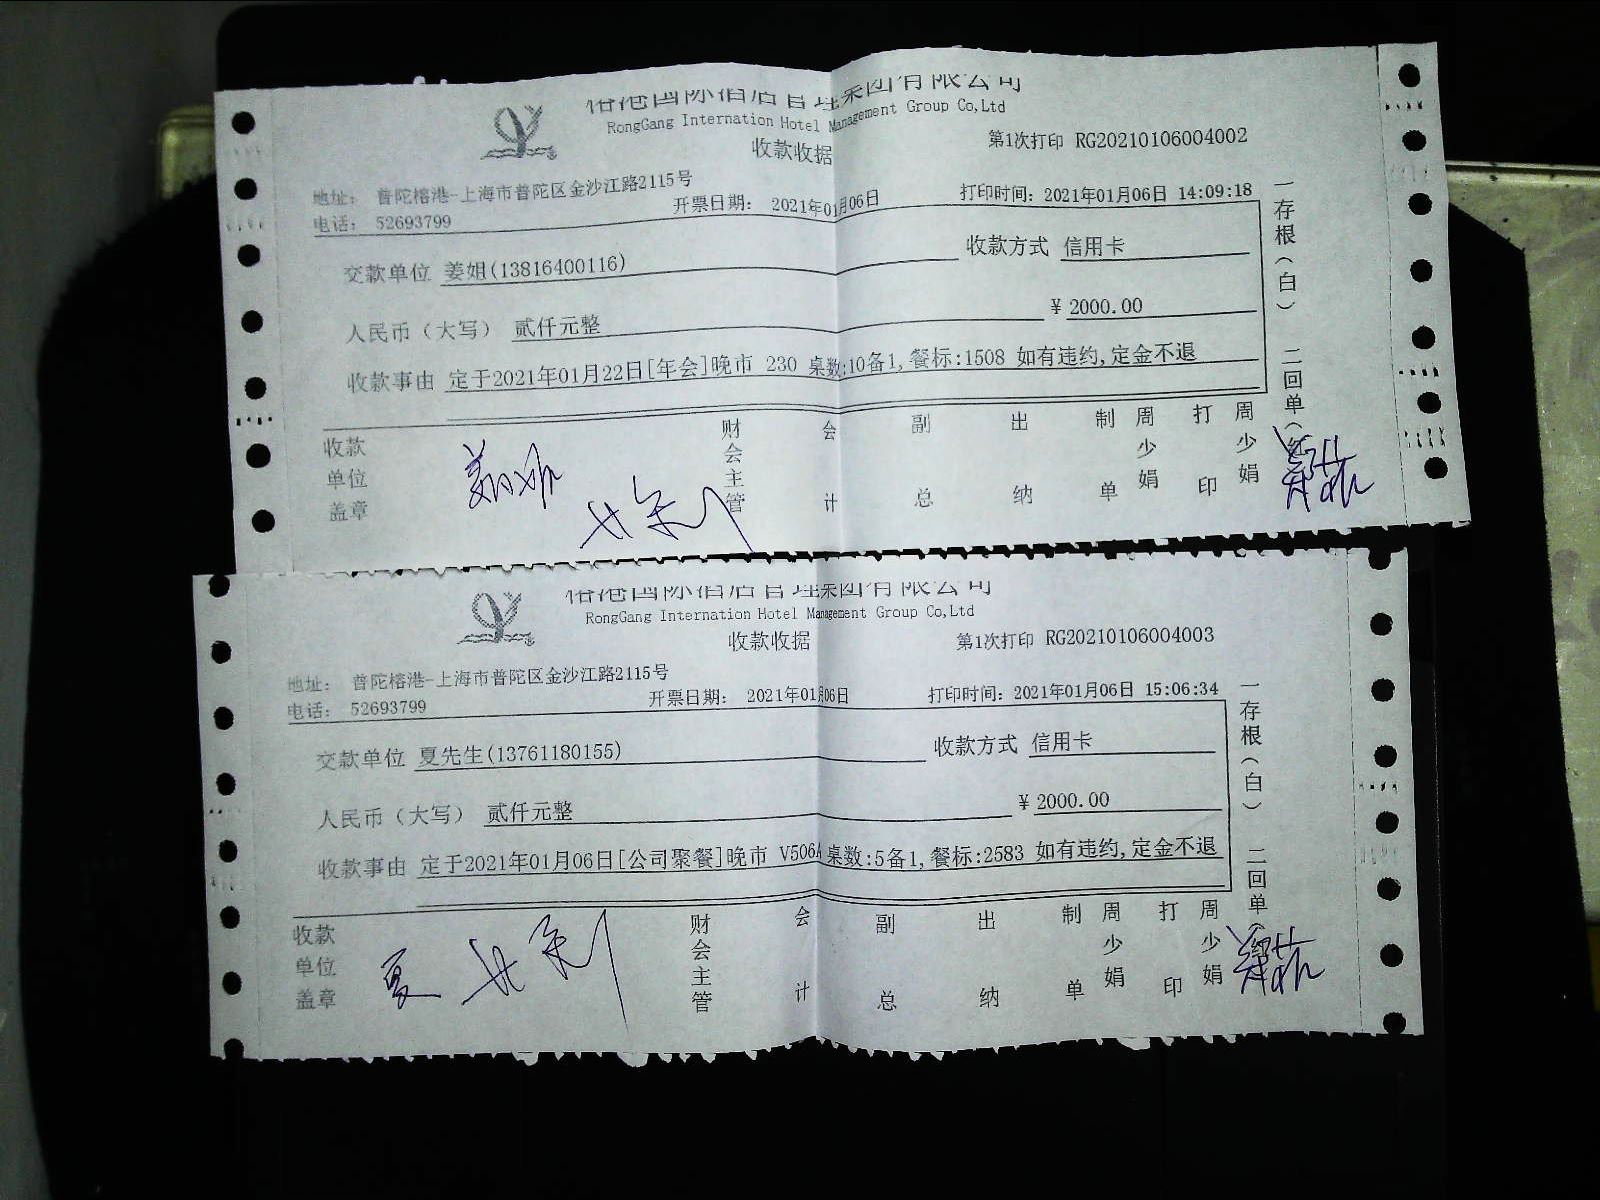 榕港国际酒店管理集团有限公司
RongGang Internation Hotel Management Group Co,Ltd
收款收据
第1次打印 RG20210106004002
地址： 普陀榕港-上海市普陀区金沙江路2115号
电话： 52693799
开票日期： 2021年01月06日
打印时间：2021年01月06日 14:09:18
交款单位 姜姐(13816400116)
收款方式 信用卡
人民币（大写） 贰仟元整
¥ 2000.00
收款事由 定于2021年01月22日[年会]晚市 230 桌数:10备1,餐标:1508 如有违约,定金不退
收款单位盖章
财会主管
会计
副总
出纳
制单
周少娟
打印
周少娟
一存根（白） 二回单（红
榕港国际酒店管理集团有限公司
RongGang Internation Hotel Management Group Co,Ltd
收款收据
第1次打印 RG20210106004003
地址： 普陀榕港-上海市普陀区金沙江路2115号
电话： 52693799
开票日期： 2021年01月06日
打印时间：2021年01月06日 15:06:34
交款单位 夏先生(13761180155)
收款方式 信用卡
人民币（大写） 贰仟元整
¥ 2000.00
收款事由 定于2021年01月06日[公司聚餐]晚市 V506A 桌数:5备1,餐标:2583 如有违约,定金不退
收款单位盖章
夏
财会主管
会计
副总
出纳
制单
周少娟
打印
周少娟
一存根（白） 二回单（红